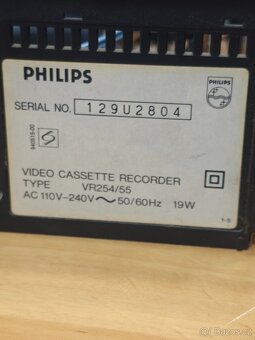 PHILIPS
SERIAL NO. 129U2804
VIDEO CASSETTE RECORDER
TYPE VR254/55
AC 110V-240V ~ 50/60Hz 19W